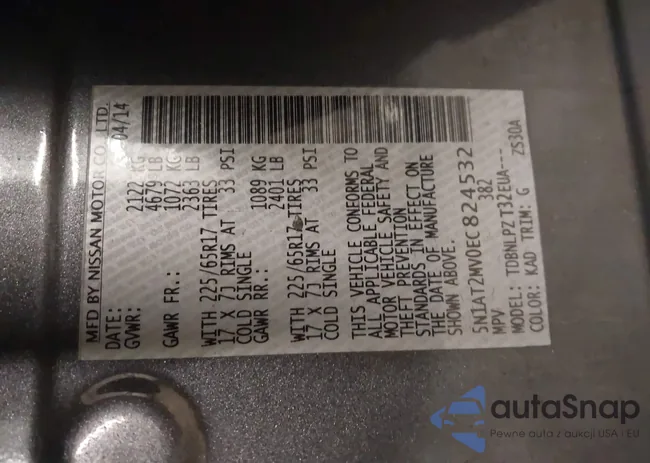 MFD BY NISSAN MOTOR CO., LTD.
DATE: 04/14
GVWR: 2122 KG
4679 LB
GAWR FR.: 1072 KG
2363 LB
WITH 225/65R17 TIRES
17 X 7J RIMS AT 33 PSI
COLD SINGLE
GAWR RR.: 1089 KG
2401 LB
WITH 225/65R17 TIRES
17 X 7J RIMS AT 33 PSI
COLD SINGLE
THIS VEHICLE CONFORMS TO
ALL APPLICABLE FEDERAL
MOTOR VEHICLE SAFETY AND
THEFT PREVENTION
STANDARDS IN EFFECT ON
THE DATE OF MANUFACTURE
SHOWN ABOVE.
5N1AT2MV0EC824532
MPV 382
MODEL: TDBNLPZ T32EUA---
COLOR: KAD TRIM: G ZS30A
autaSnap
Pewne auta z aukcji USA - EU